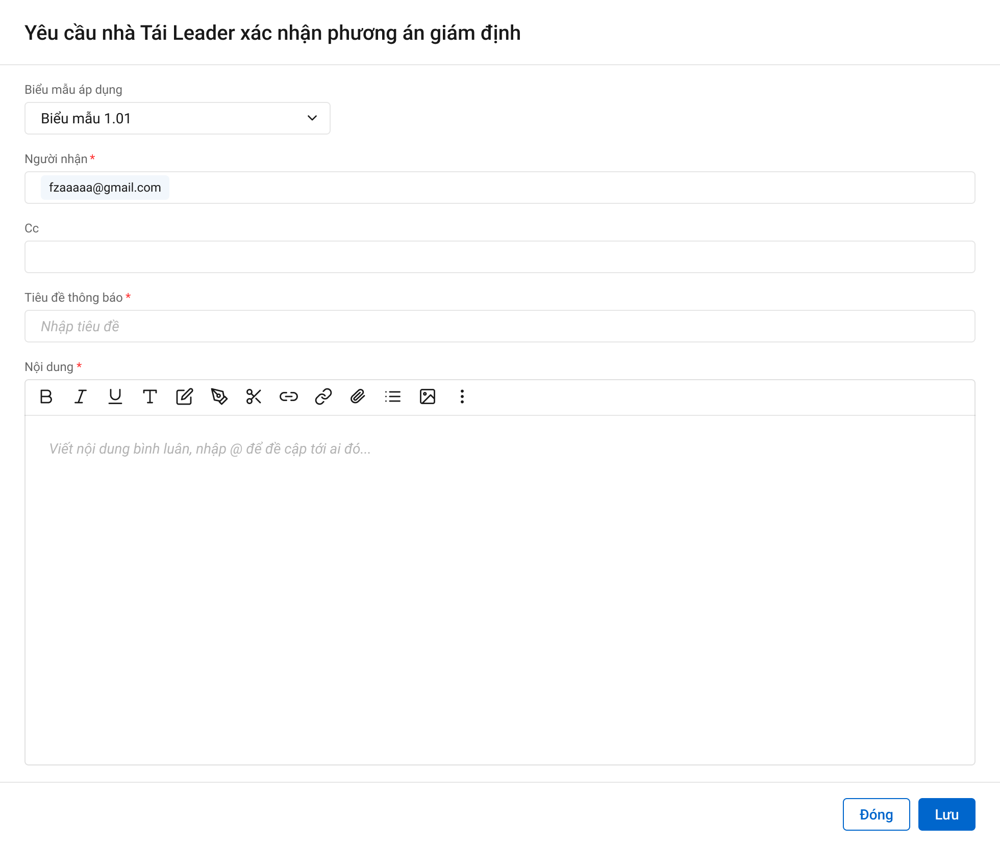 Yêu cầu nhà Tái Leader xác nhận phương án giám định
Biểu mẫu áp dụng
Biểu mẫu 1.01
Người nhận *
fzaaaaa@gmail.com
Cc
Tiêu đề thông báo *
Nhập tiêu đề
Nội dung *
Viết nội dung bình luân, nhập @ để đề cập tới ai đó...
Đóng
Lưu